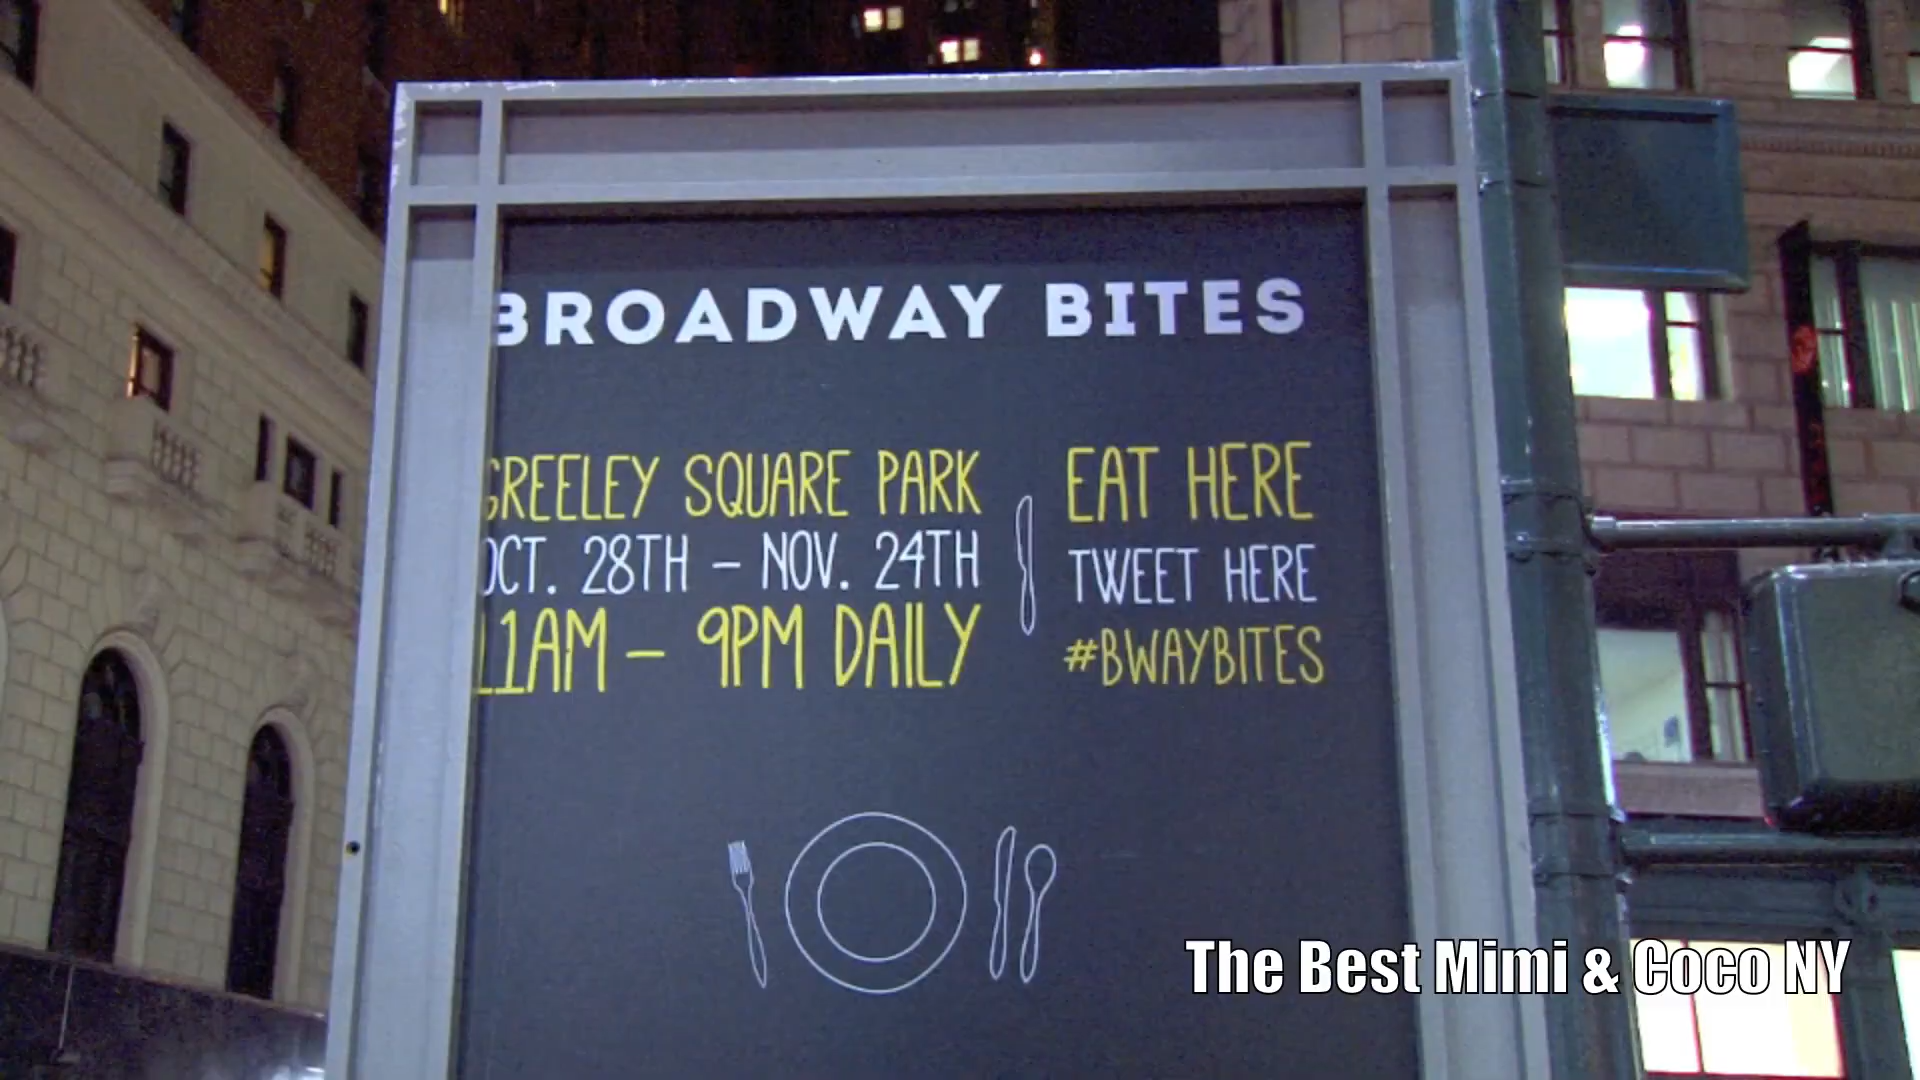 BROADWAY BITES
GREELEY SQUARE PARK
OCT. 28TH – NOV. 24TH
11AM – 9PM DAILY
EAT HERE
TWEET HERE
#BWAYBITES
The Best Mimi & Coco NY